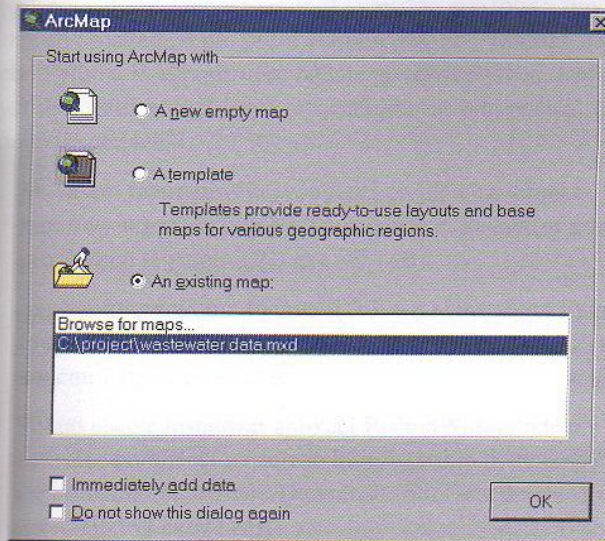 ArcMap
Start using ArcMap with
A new empty map
A template
Templates provide ready-to-use layouts and base
maps for various geographic regions.
An existing map:
Browse for maps...
C:\project\wastewater data.mxd
Immediately add data
Do not show this dialog again
OK